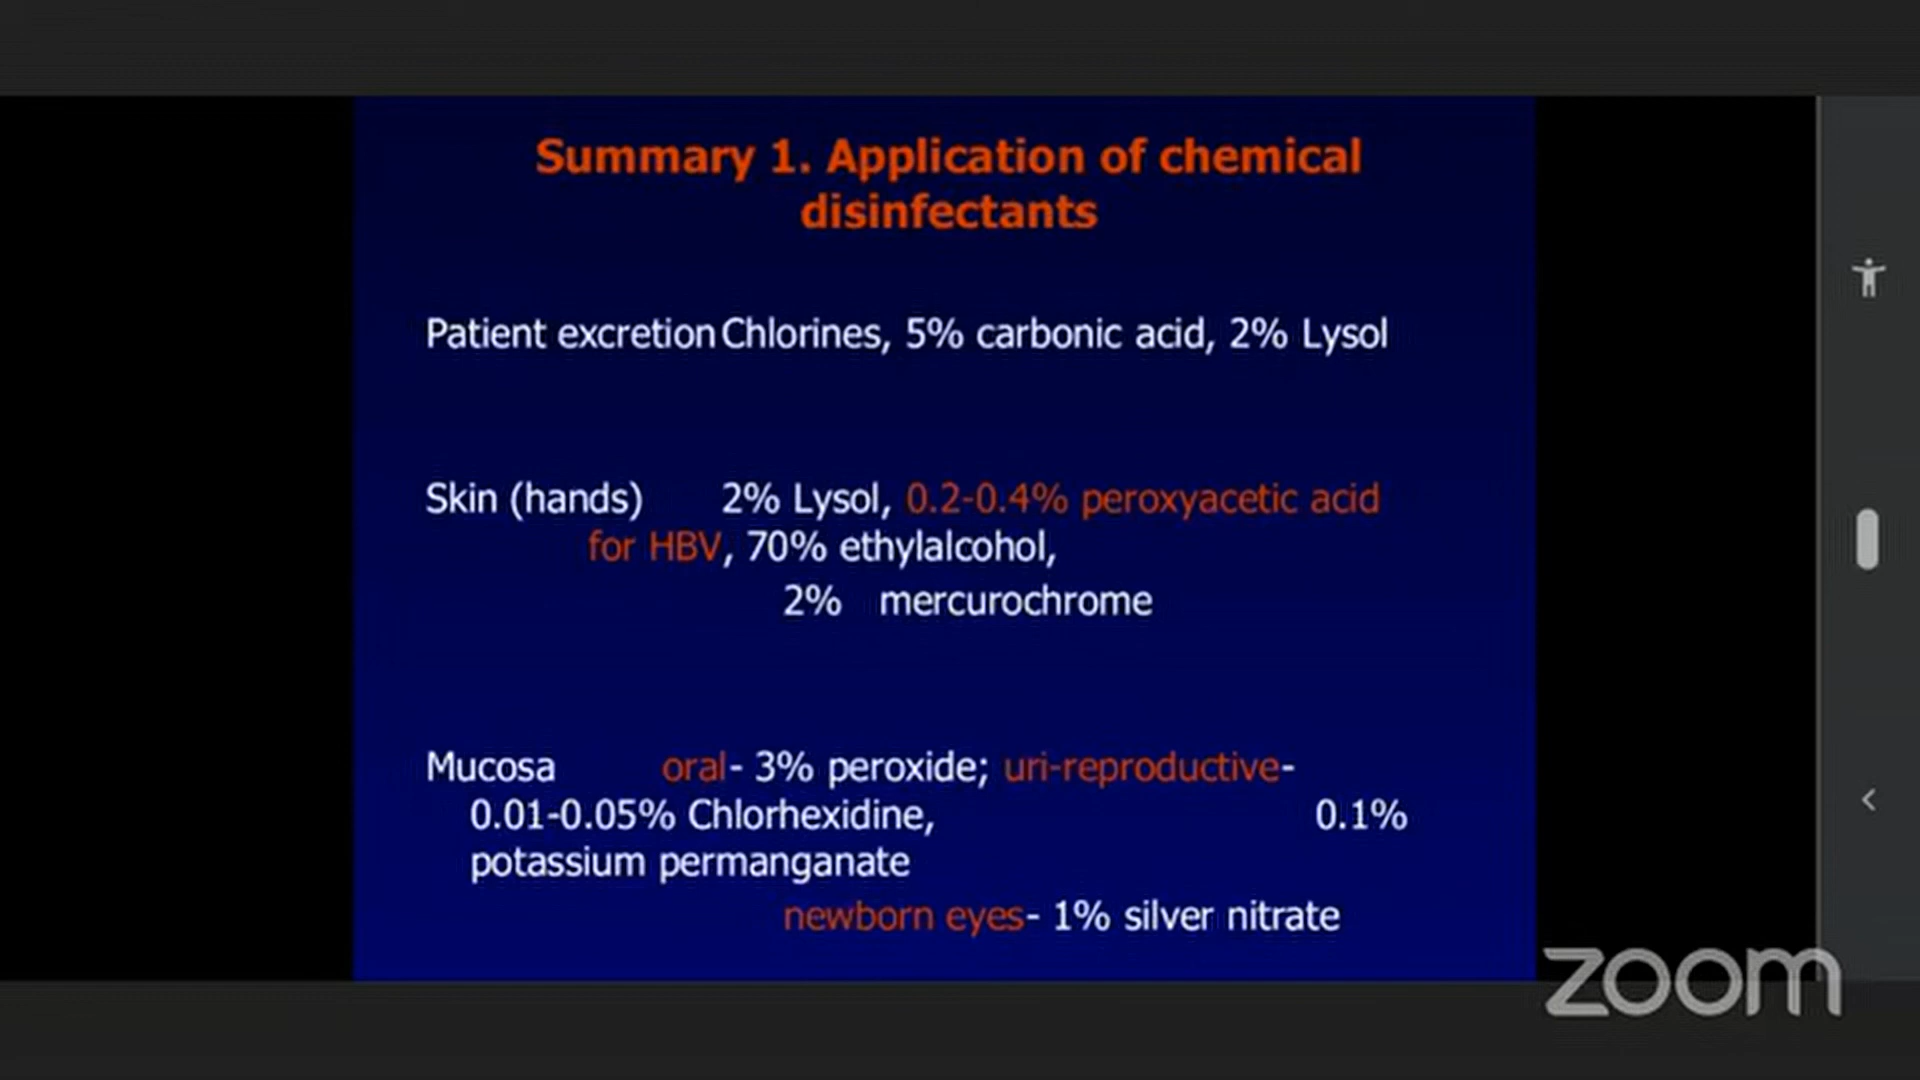 Summary 1. Application of chemical
disinfectants
Patient excretion Chlorines, 5% carbonic acid, 2% Lysol
Skin (hands) 2% Lysol, 0.2-0.4% peroxyacetic acid
for HBV, 70% ethylalcohol,
2% mercurochrome
Mucosa oral- 3% peroxide; uri-reproductive-
0.01-0.05% Chlorhexidine, 0.1%
potassium permanganate
newborn eyes- 1% silver nitrate
zoom